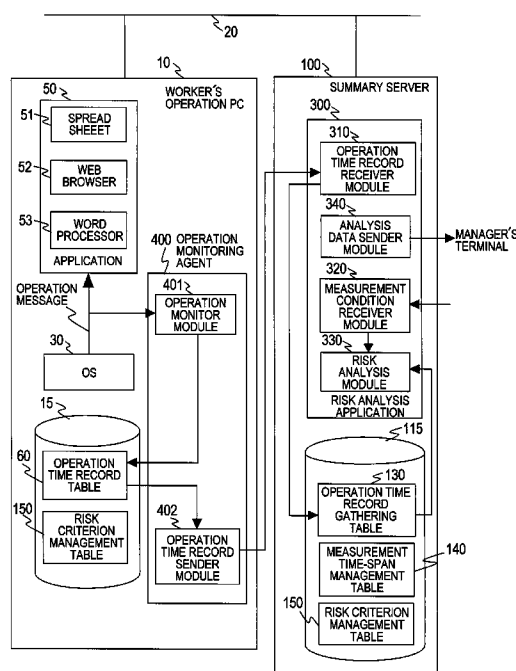 20
10
WORKER'S
OPERATION PC
50
51
SPREAD
SHEEET
52
WEB
BROWSER
53
WORD
PROCESSOR
APPLICATION
OPERATION
MESSAGE
30
OS
400
OPERATION
MONITORING
AGENT
401
OPERATION
MONITOR
MODULE
15
60
OPERATION
TIME RECORD
TABLE
150
RISK
CRITERION
MANAGEMENT
TABLE
402
OPERATION
TIME RECORD
SENDER
MODULE
100
SUMMARY SERVER
300
310
OPERATION
TIME RECORD
RECEIVER
MODULE
340
ANALYSIS
DATA SENDER
MODULE
MANAGER'S
TERMINAL
320
MEASUREMENT
CONDITION
RECEIVER
MODULE
330
RISK
ANALYSIS
MODULE
RISK ANALYSIS
APPLICATION
115
130
OPERATION TIME
RECORD
GATHERING
TABLE
MEASUREMENT
TIME-SPAN
MANAGEMENT
TABLE
140
150
RISK CRITERION
MANAGEMENT
TABLE